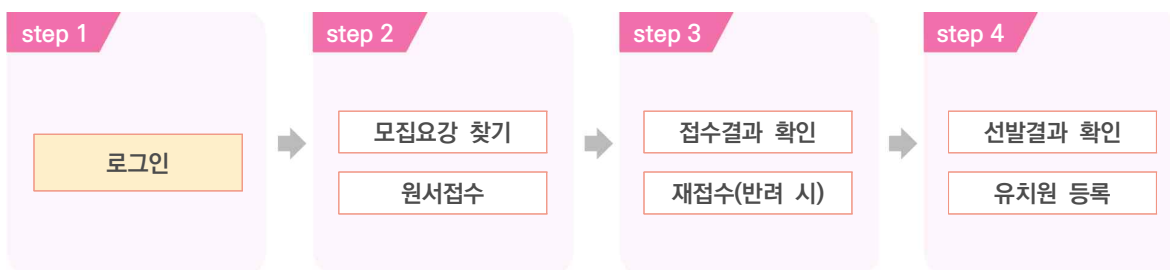 step 1
로그인
step 2
모집요강 찾기
원서접수
step 3
접수결과 확인
재접수(반려 시)
step 4
선발결과 확인
유치원 등록